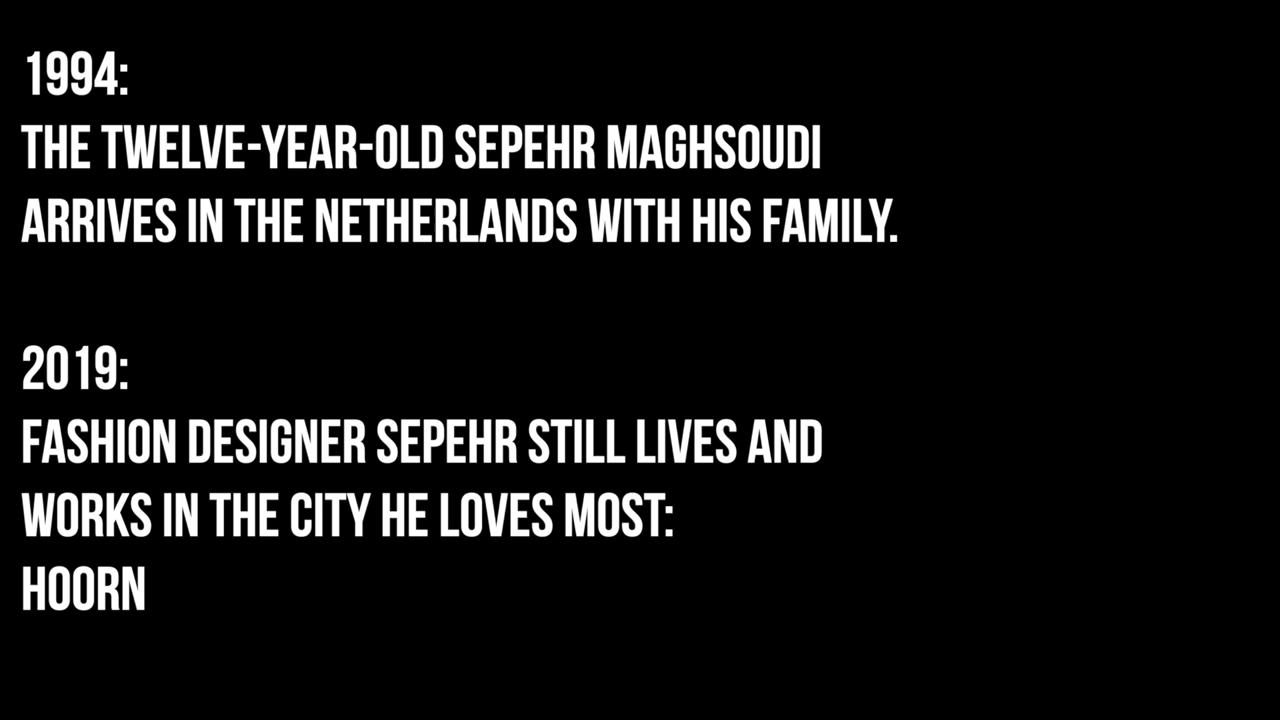 1994:
THE TWELVE-YEAR-OLD SEPEHR MAGHSOUDI
ARRIVES IN THE NETHERLANDS WITH HIS FAMILY.
2019:
FASHION DESIGNER SEPEHR STILL LIVES AND
WORKS IN THE CITY HE LOVES MOST:
HOORN